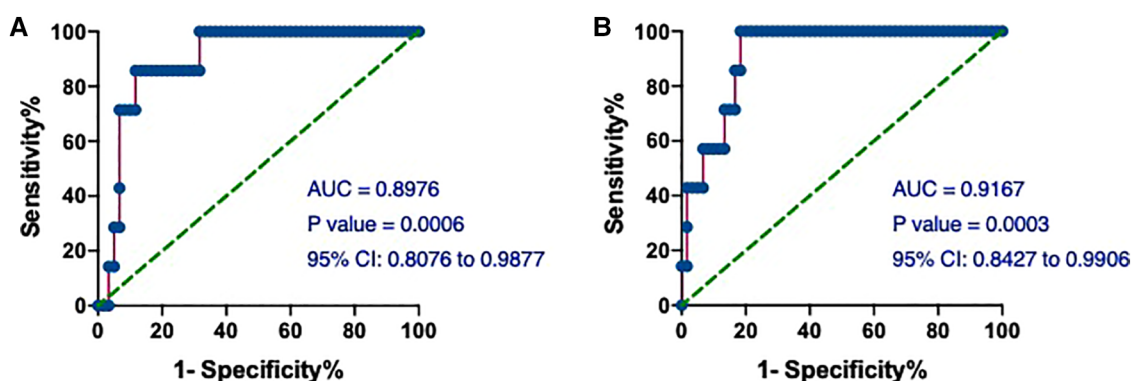 A
Sensitivity%
100
80
60
40
20
0
AUC = 0.8976
P value = 0.0006
95% CI: 0.8076 to 0.9877
0 20 40 60 80 100
1- Specificity%
B
Sensitivity%
100
80
60
40
20
0
AUC = 0.9167
P value = 0.0003
95% CI: 0.8427 to 0.9906
0 20 40 60 80 100
1- Specificity%